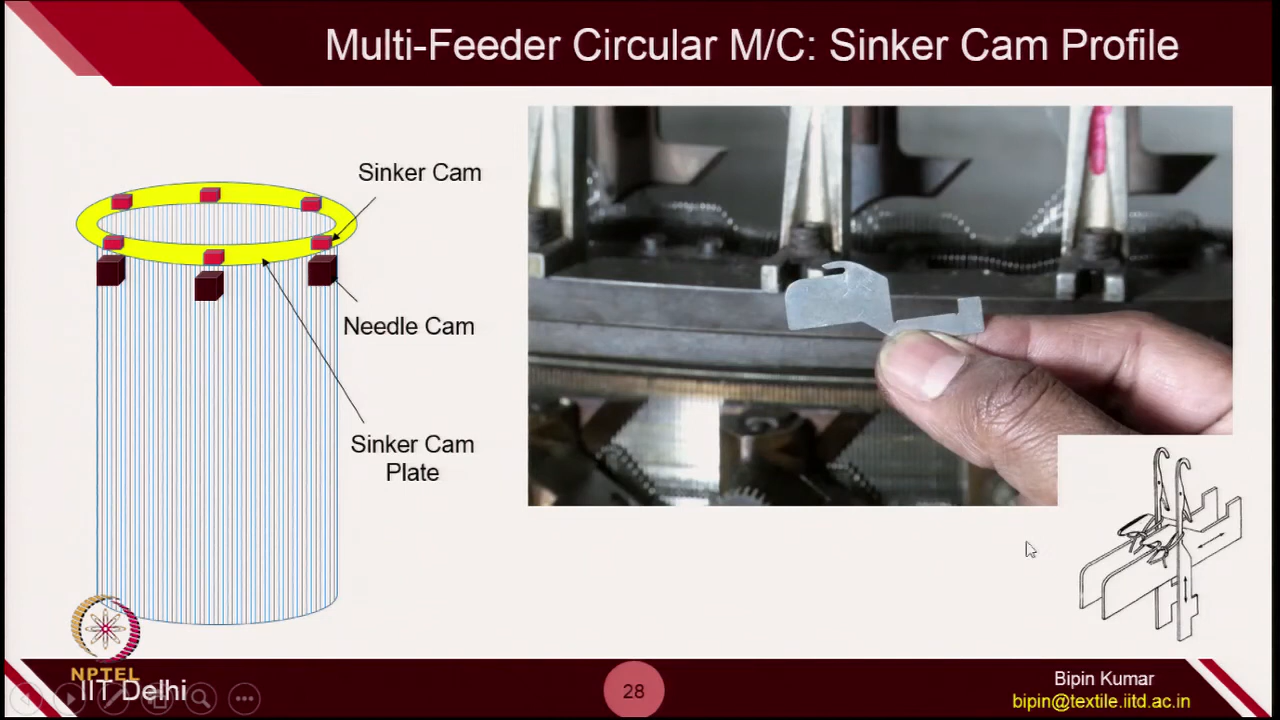 Multi-Feeder Circular M/C: Sinker Cam Profile
Sinker Cam
Needle Cam
Sinker Cam
Plate
NPTEL
IIT Delhi
28
Bipin Kumar
bipin@textile.iitd.ac.in